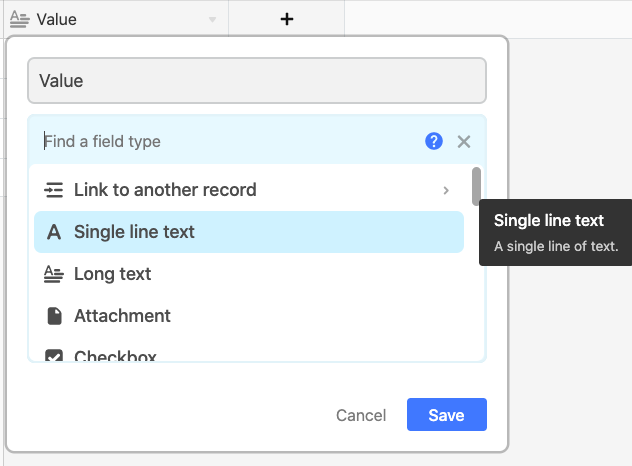 Value
+
Value
Find a field type
?
Link to another record
Single line text
Single line text
A single line of text.
Long text
Attachment
Checkbox
Cancel
Save